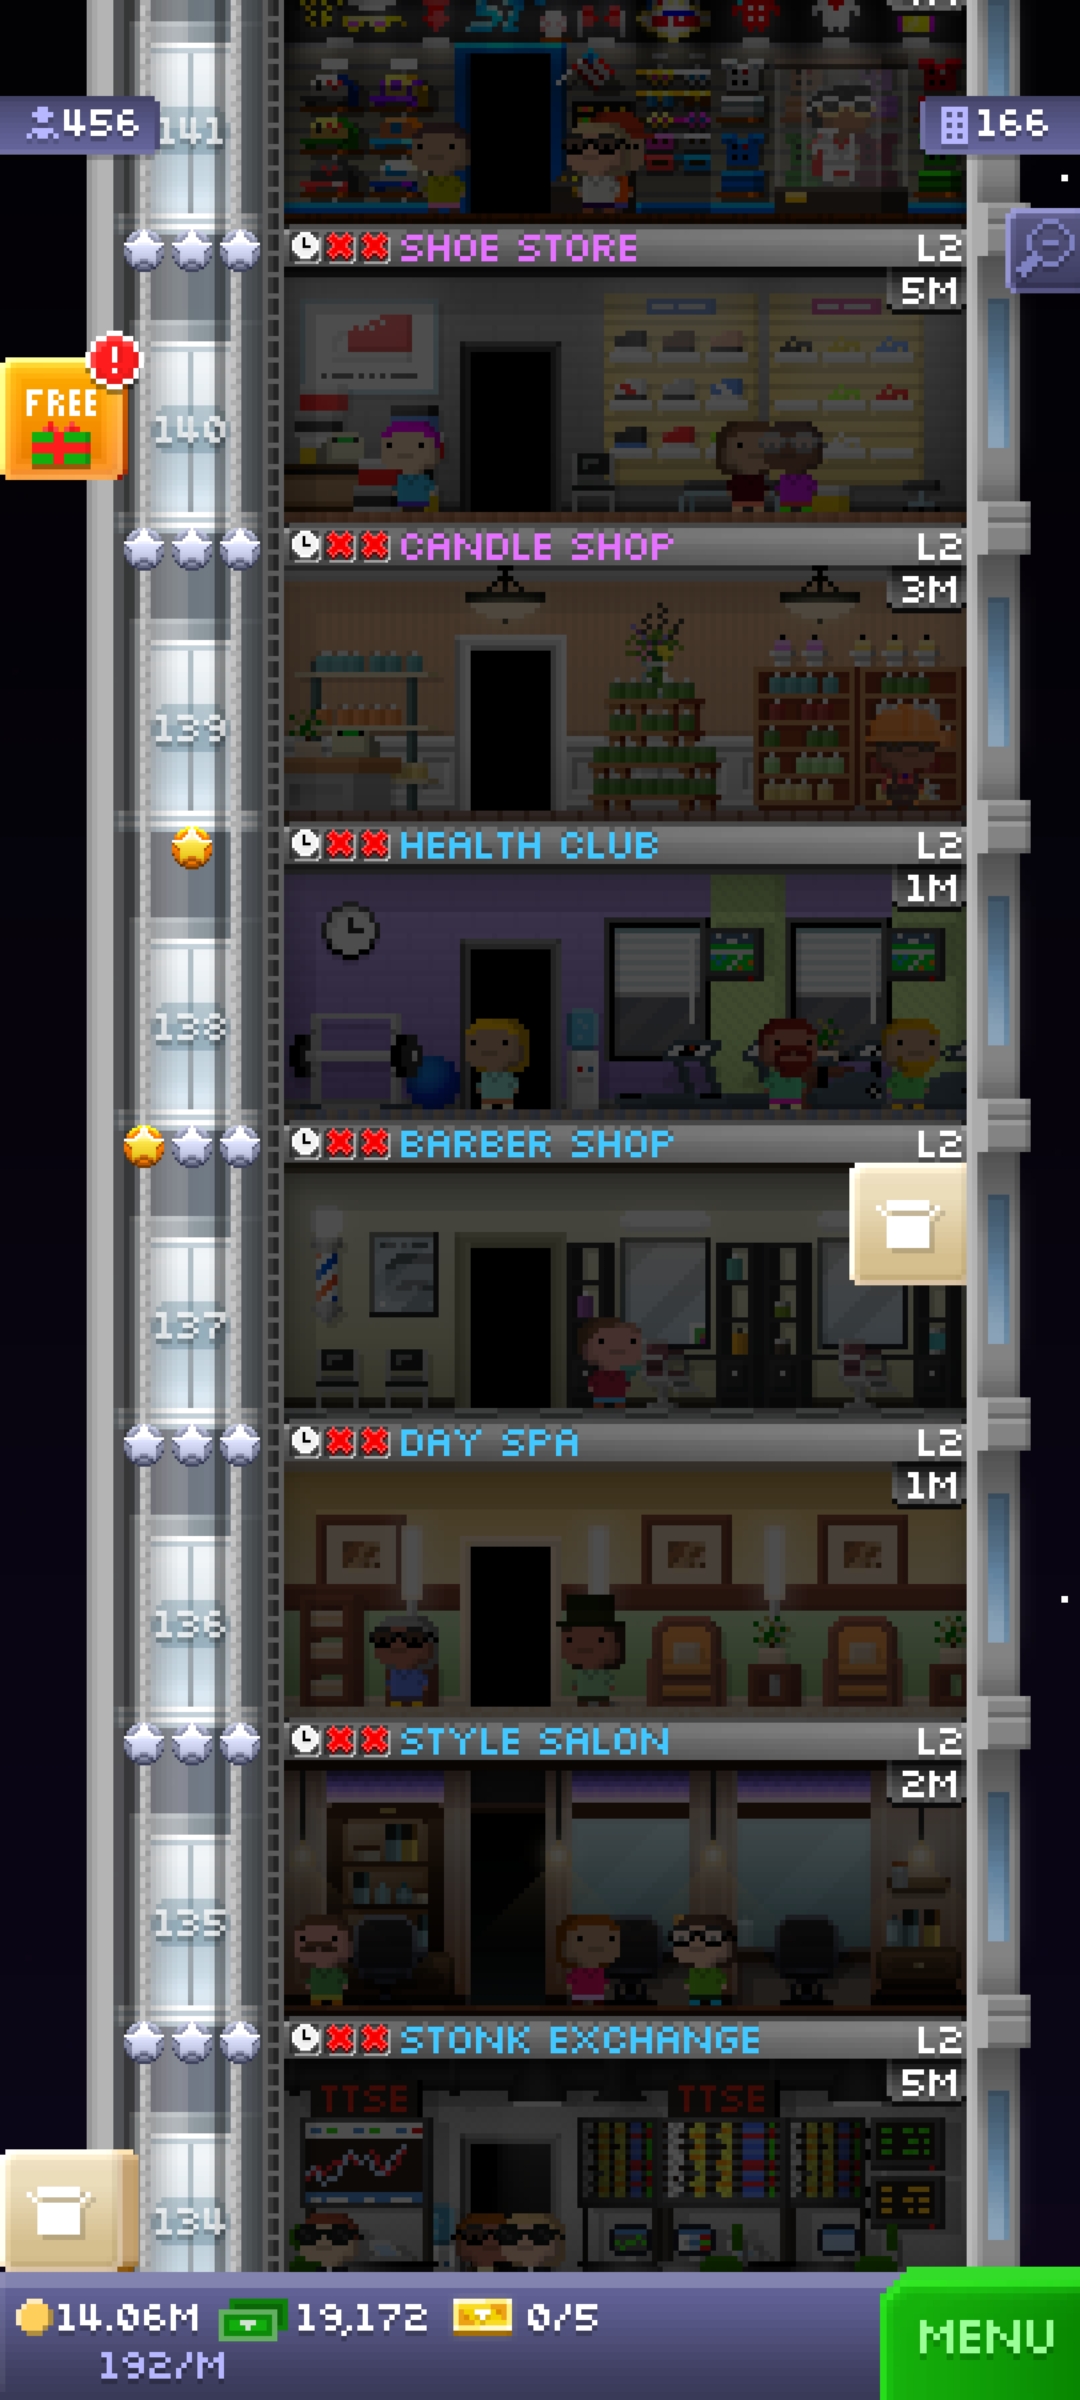 456
141
166
SHOE STORE L2
5M
FREE
!
140
CANDLE SHOP L2
3M
139
HEALTH CLUB L2
1M
138
BARBER SHOP L2
137
DAY SPA L2
1M
136
STYLE SALON L2
2M
135
STONK EXCHANGE L2
5M
TTSE TTSE
134
14.06M 19,172 0/5
192/M
MENU